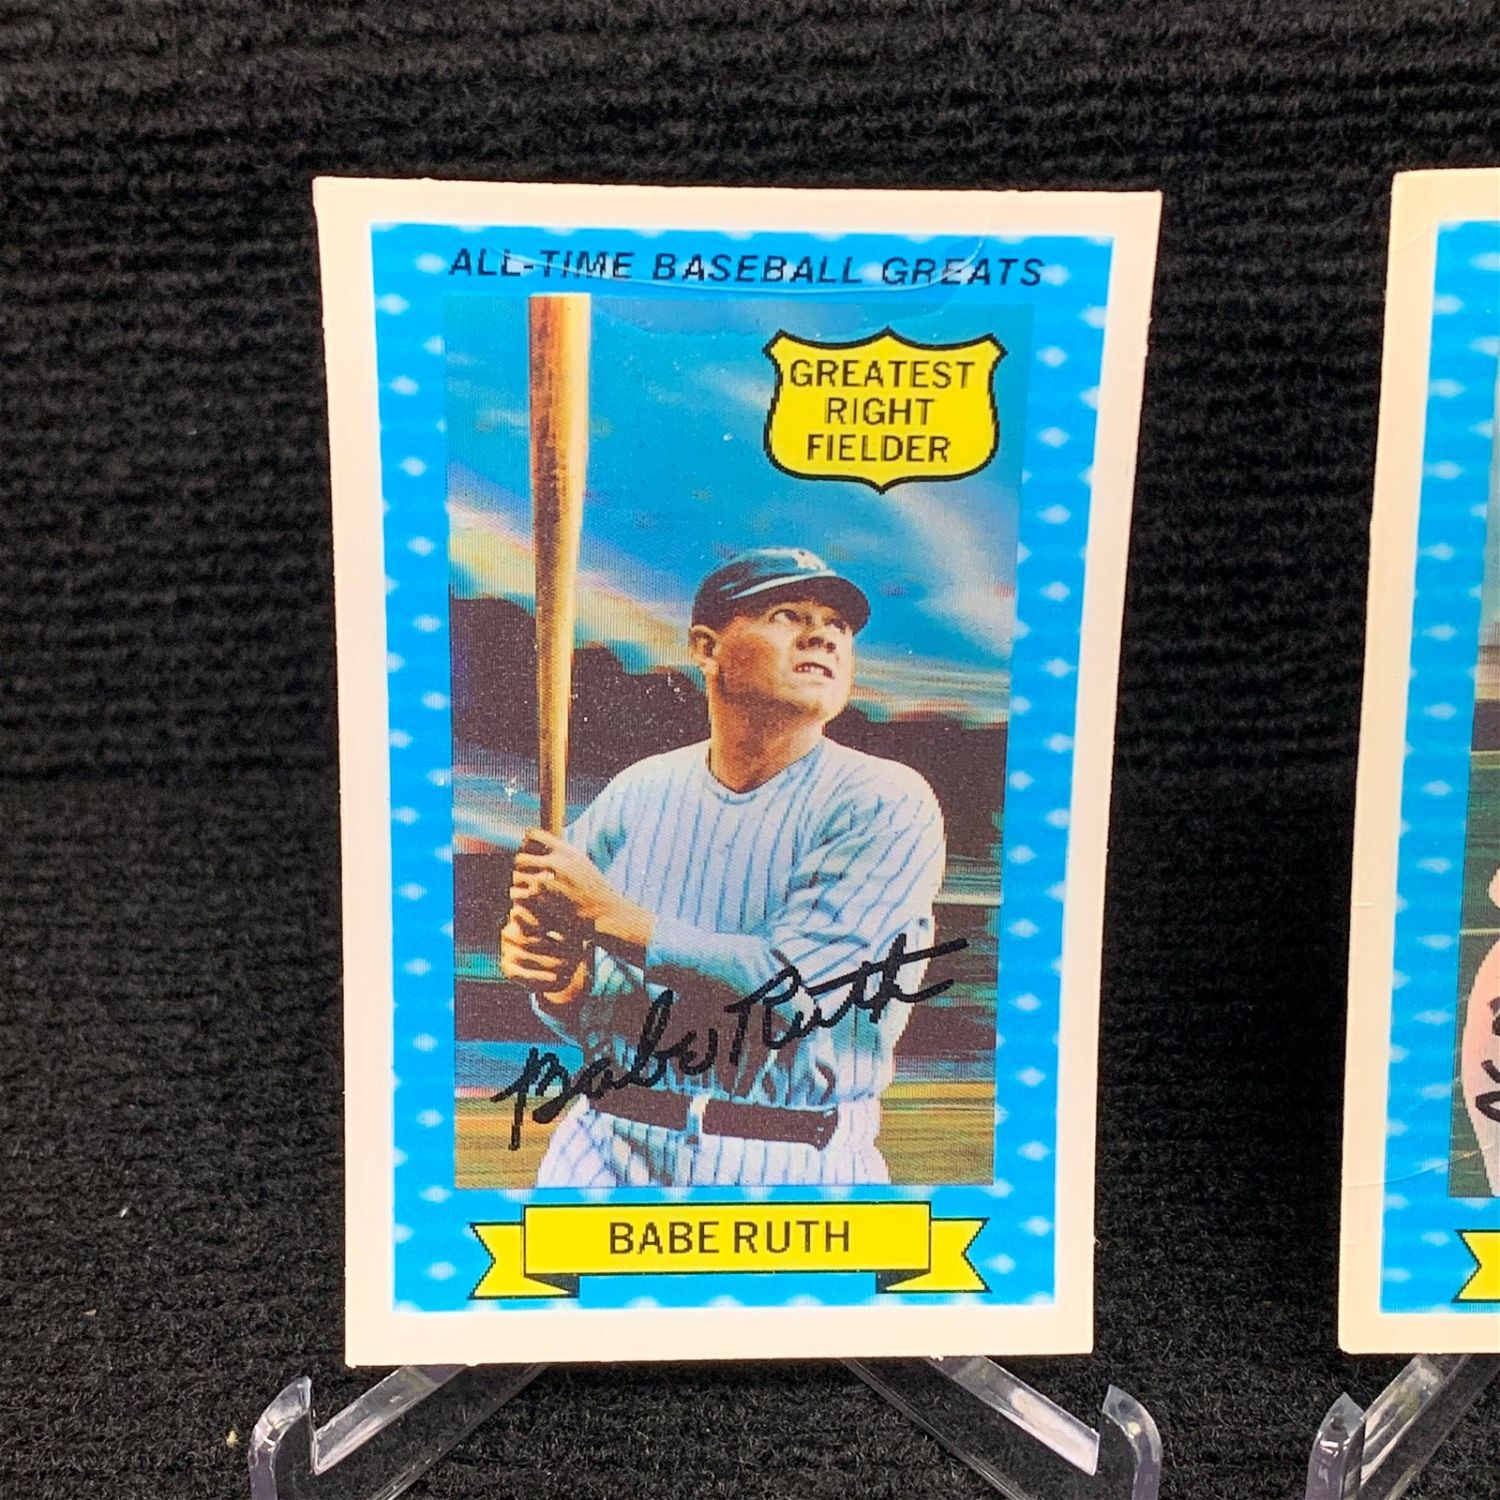 ALL-TIME BASEBALL GREATS
GREATEST
RIGHT
FIELDER
Babe Ruth
BABE RUTH